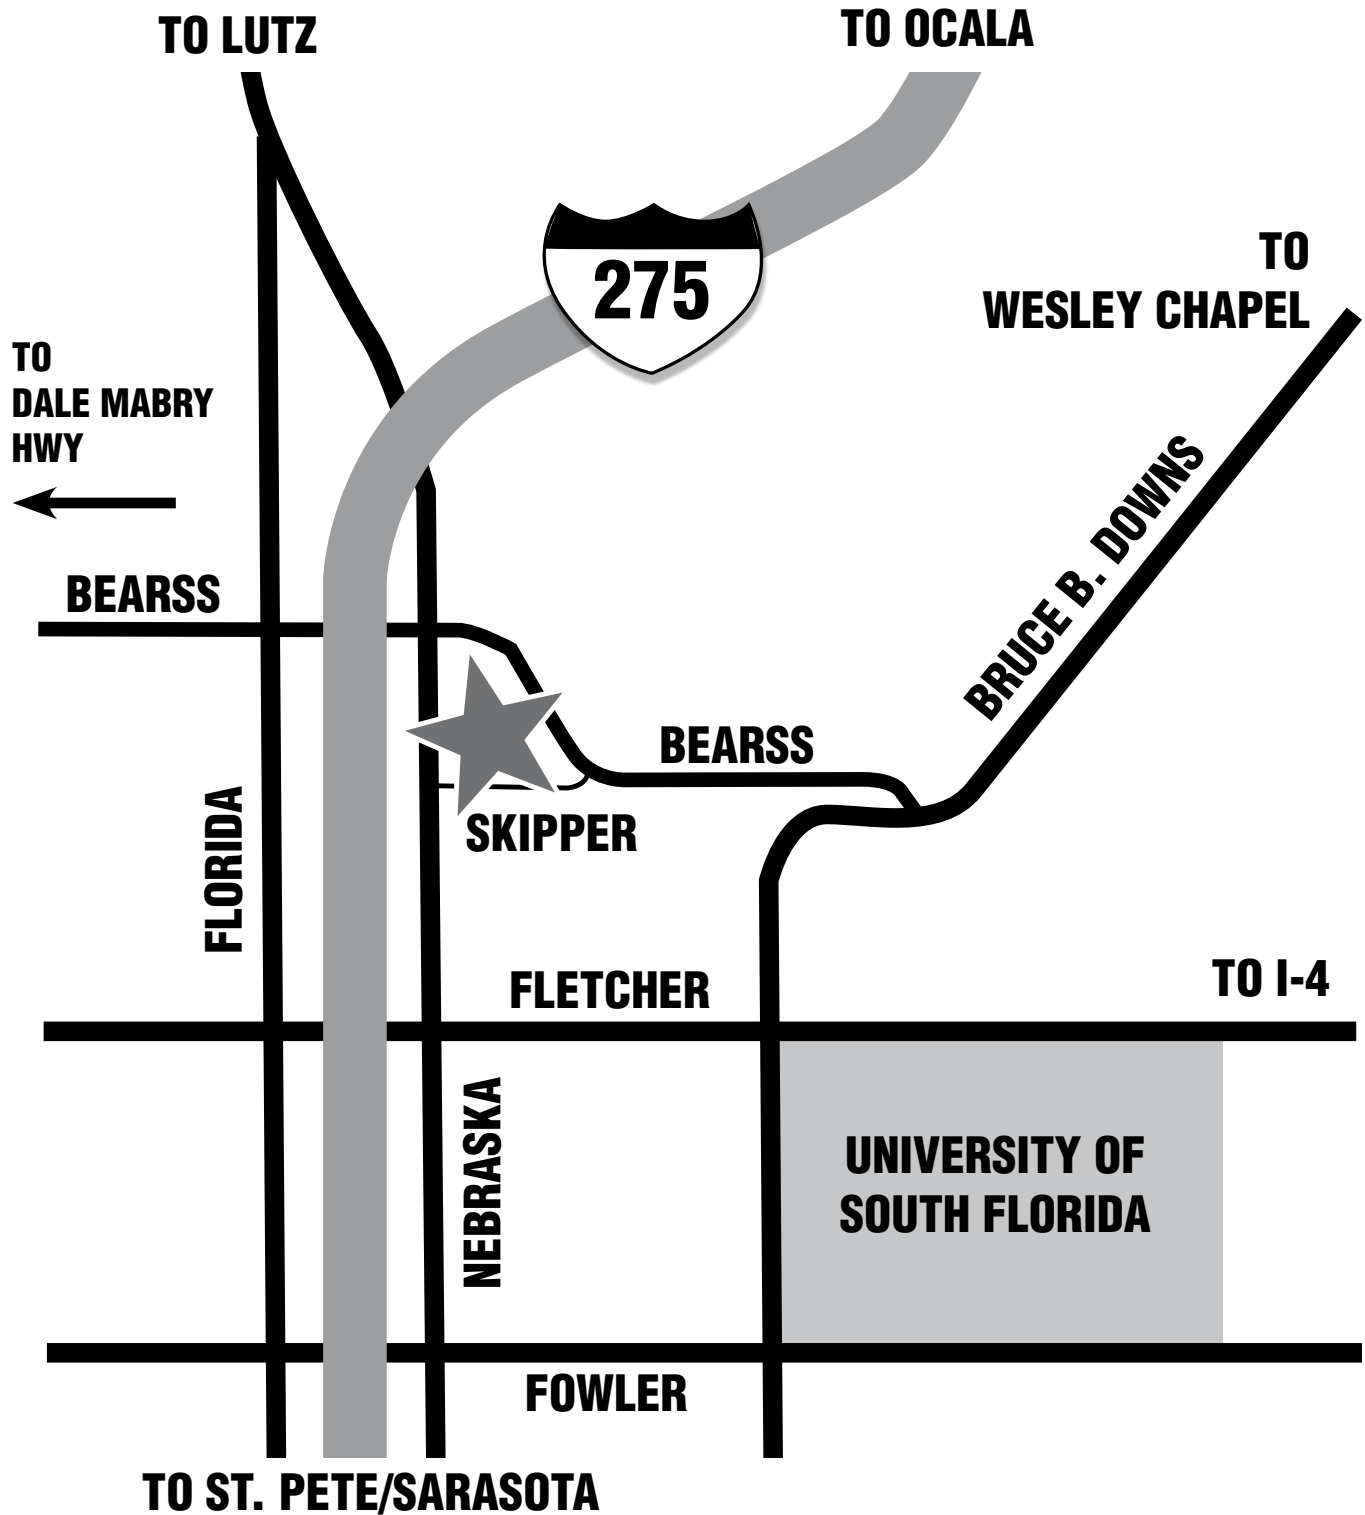 TO LUTZ
TO OCALA
275
TO
WESLEY CHAPEL
TO
DALE MABRY
HWY
BRUCE B. DOWNS
BEARSS
BEARSS
SKIPPER
FLORIDA
FLETCHER
TO I-4
NEBRASKA
UNIVERSITY OF
SOUTH FLORIDA
FOWLER
TO ST. PETE/SARASOTA